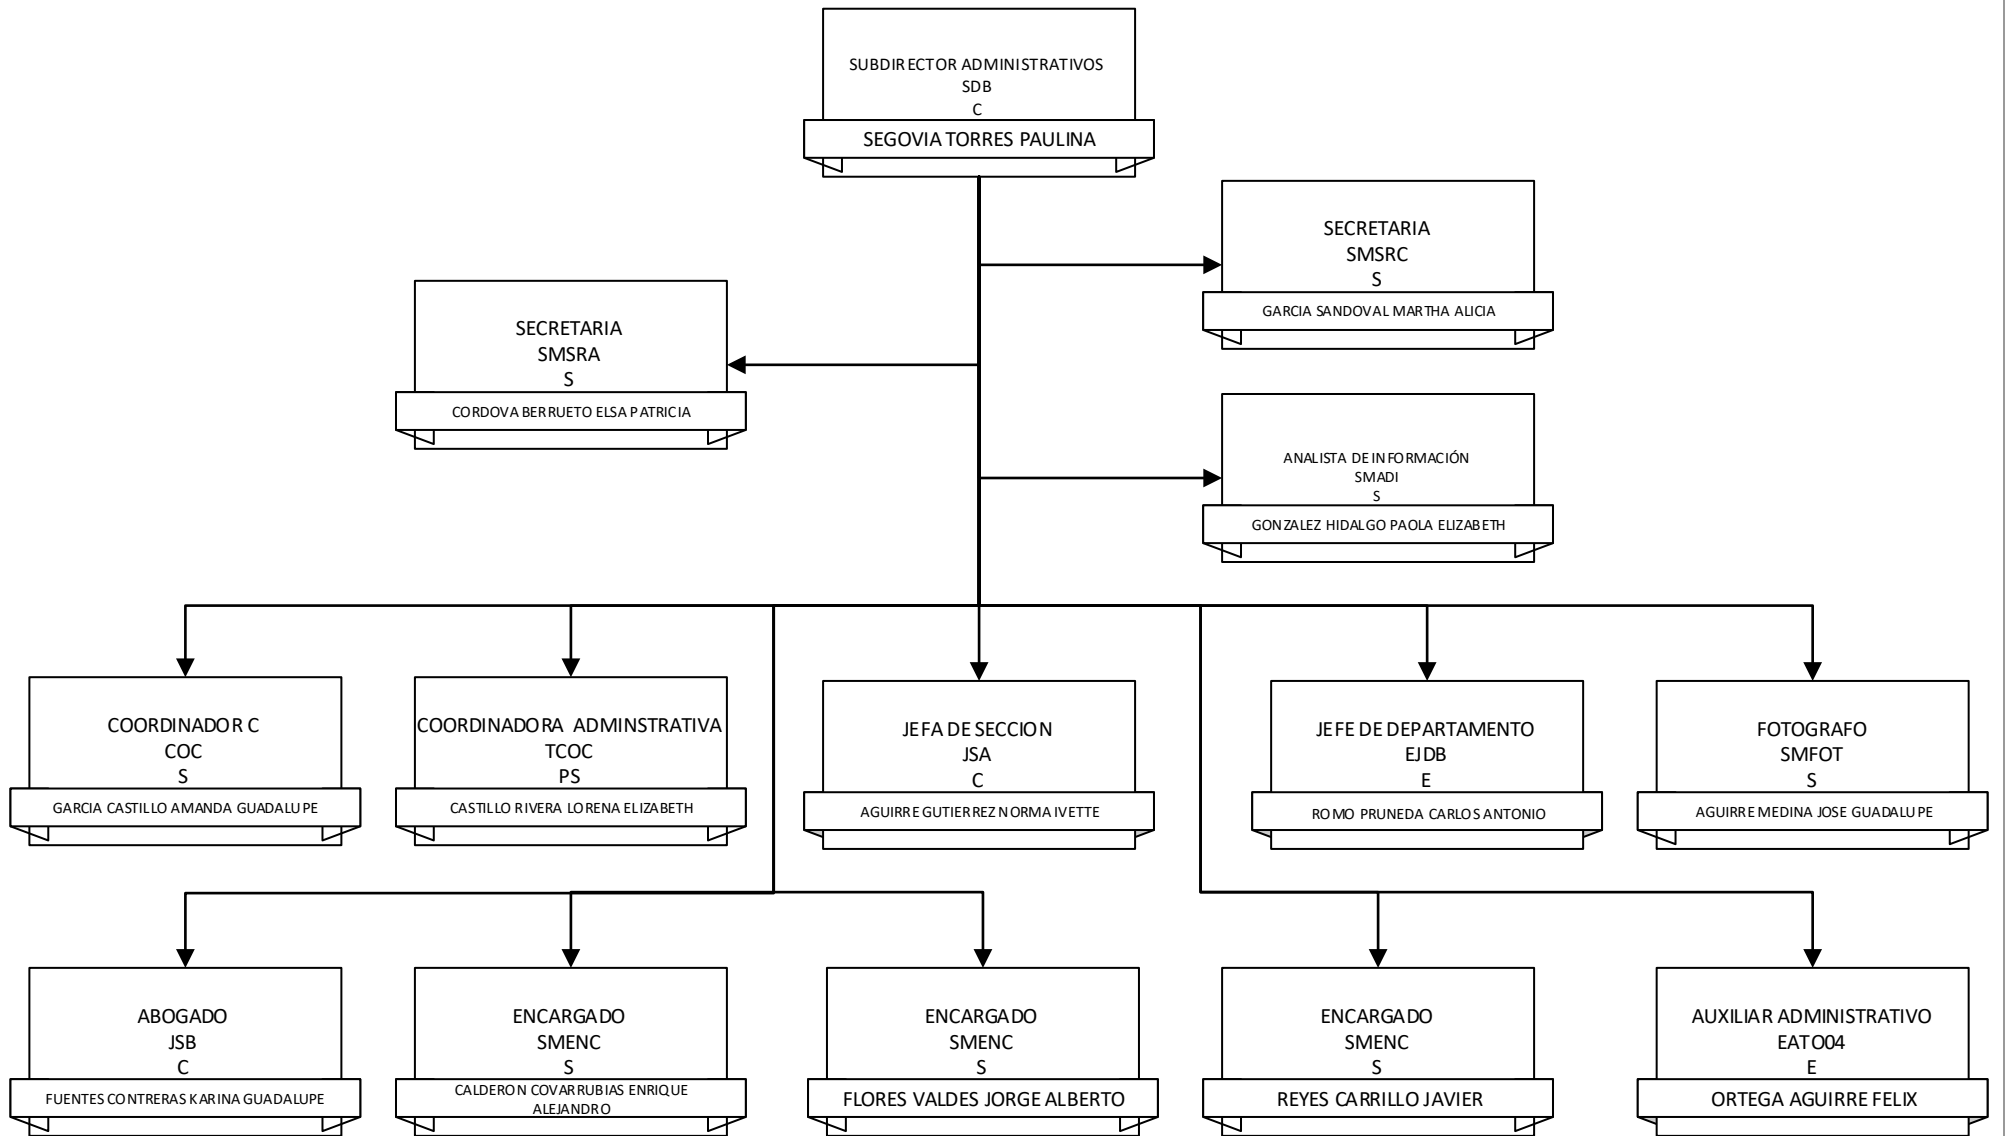 SUBDIRECTOR ADMINISTRATIVOS
SDB
C
SEGOVIA TORRES PAULINA
SECRETARIA
SMSRC
S
GARCIA SANDOVAL MARTHA ALICIA
SECRETARIA
SMSRA
S
CORDOVA BERRUETO ELSA PATRICIA
ANALISTA DE INFORMACIÓN
SMADI
S
GONZALEZ HIDALGO PAOLA ELIZABETH
COORDINADOR C
COC
S
GARCIA CASTILLO AMANDA GUADALUPE
COORDINADORA ADMINSTRATIVA
TCOC
PS
CASTILLO RIVERA LORENA ELIZABETH
JEFA DE SECCION
JSA
C
AGUIRRE GUTIERREZ NORMA IVETTE
JEFE DE DEPARTAMENTO
EJDB
E
ROMO PRUNEDA CARLOS ANTONIO
FOTOGRAFO
SMFOT
S
AGUIRRE MEDINA JOSE GUADALUPE
ABOGADO
JSB
C
FUENTES CONTRERAS KARINA GUADALUPE
ENCARGADO
SMENC
S
CALDERON COVARRUBIAS ENRIQUE
ALEJANDRO
ENCARGADO
SMENC
S
FLORES VALDES JORGE ALBERTO
ENCARGADO
SMENC
S
REYES CARRILLO JAVIER
AUXILIAR ADMINISTRATIVO
EATO04
E
ORTEGA AGUIRRE FELIX